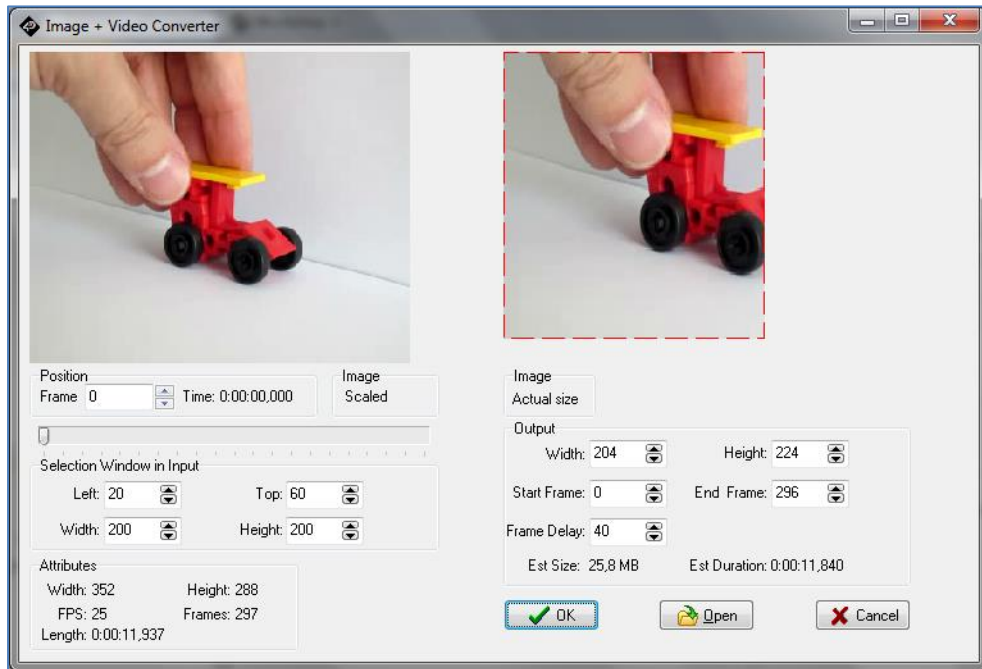 Image + Video Converter
Position
Frame 0 Time: 0:00:00,000
Image
Scaled
Selection Window in Input
Left: 20 Top: 60
Width: 200 Height: 200
Attributes
Width: 352 Height: 288
FPS: 25 Frames: 297
Length: 0:00:11,937
Image
Actual size
Output
Width: 204 Height: 224
Start Frame: 0 End Frame: 296
Frame Delay: 40
Est Size: 25,8 MB Est Duration: 0:00:11,840
OK Open Cancel